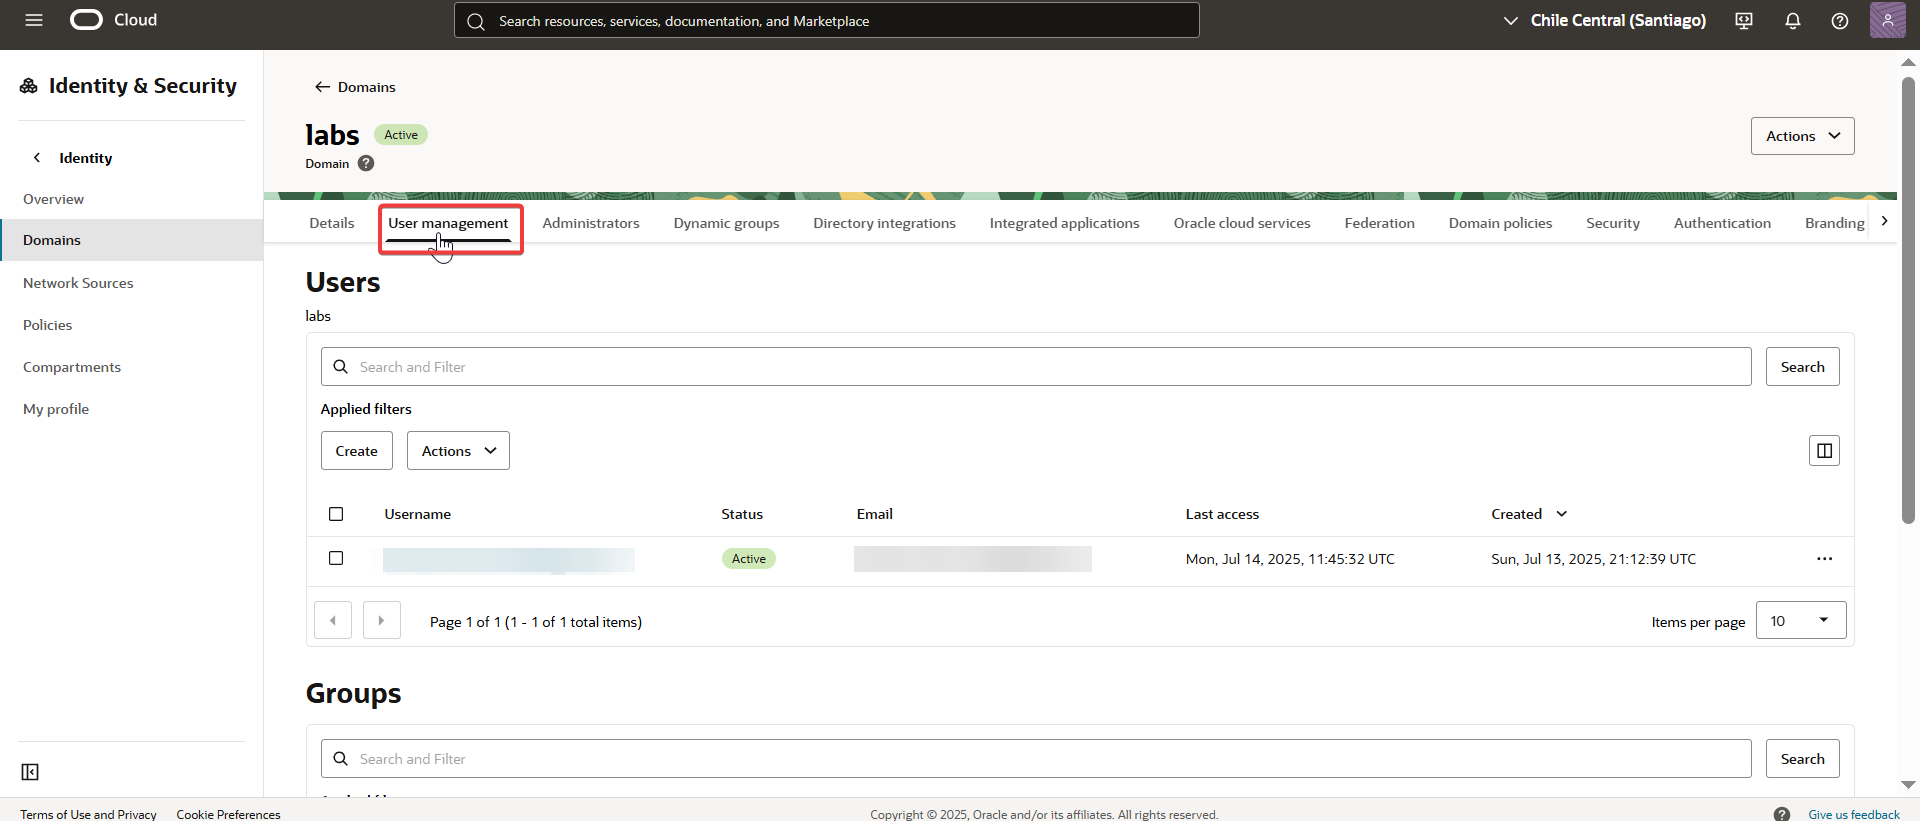 Cloud
Search resources, services, documentation, and Marketplace
Chile Central (Santiago)
Identity & Security
Identity
Overview
Domains
Network Sources
Policies
Compartments
My profile
Domains
labs Active
Domain
Actions
Details User management Administrators Dynamic groups Directory integrations Integrated applications Oracle cloud services Federation Domain policies Security Authentication Branding
Users
labs
Search and Filter Search
Applied filters
Create Actions
Username Status Email Last access Created
Active Mon, Jul 14, 2025, 11:45:32 UTC Sun, Jul 13, 2025, 21:12:39 UTC
Page 1 of 1 (1 - 1 of 1 total items) Items per page 10
Groups
Search and Filter Search
Terms of Use and Privacy Cookie Preferences Copyright © 2025, Oracle and/or its affiliates. All rights reserved. Give us feedback